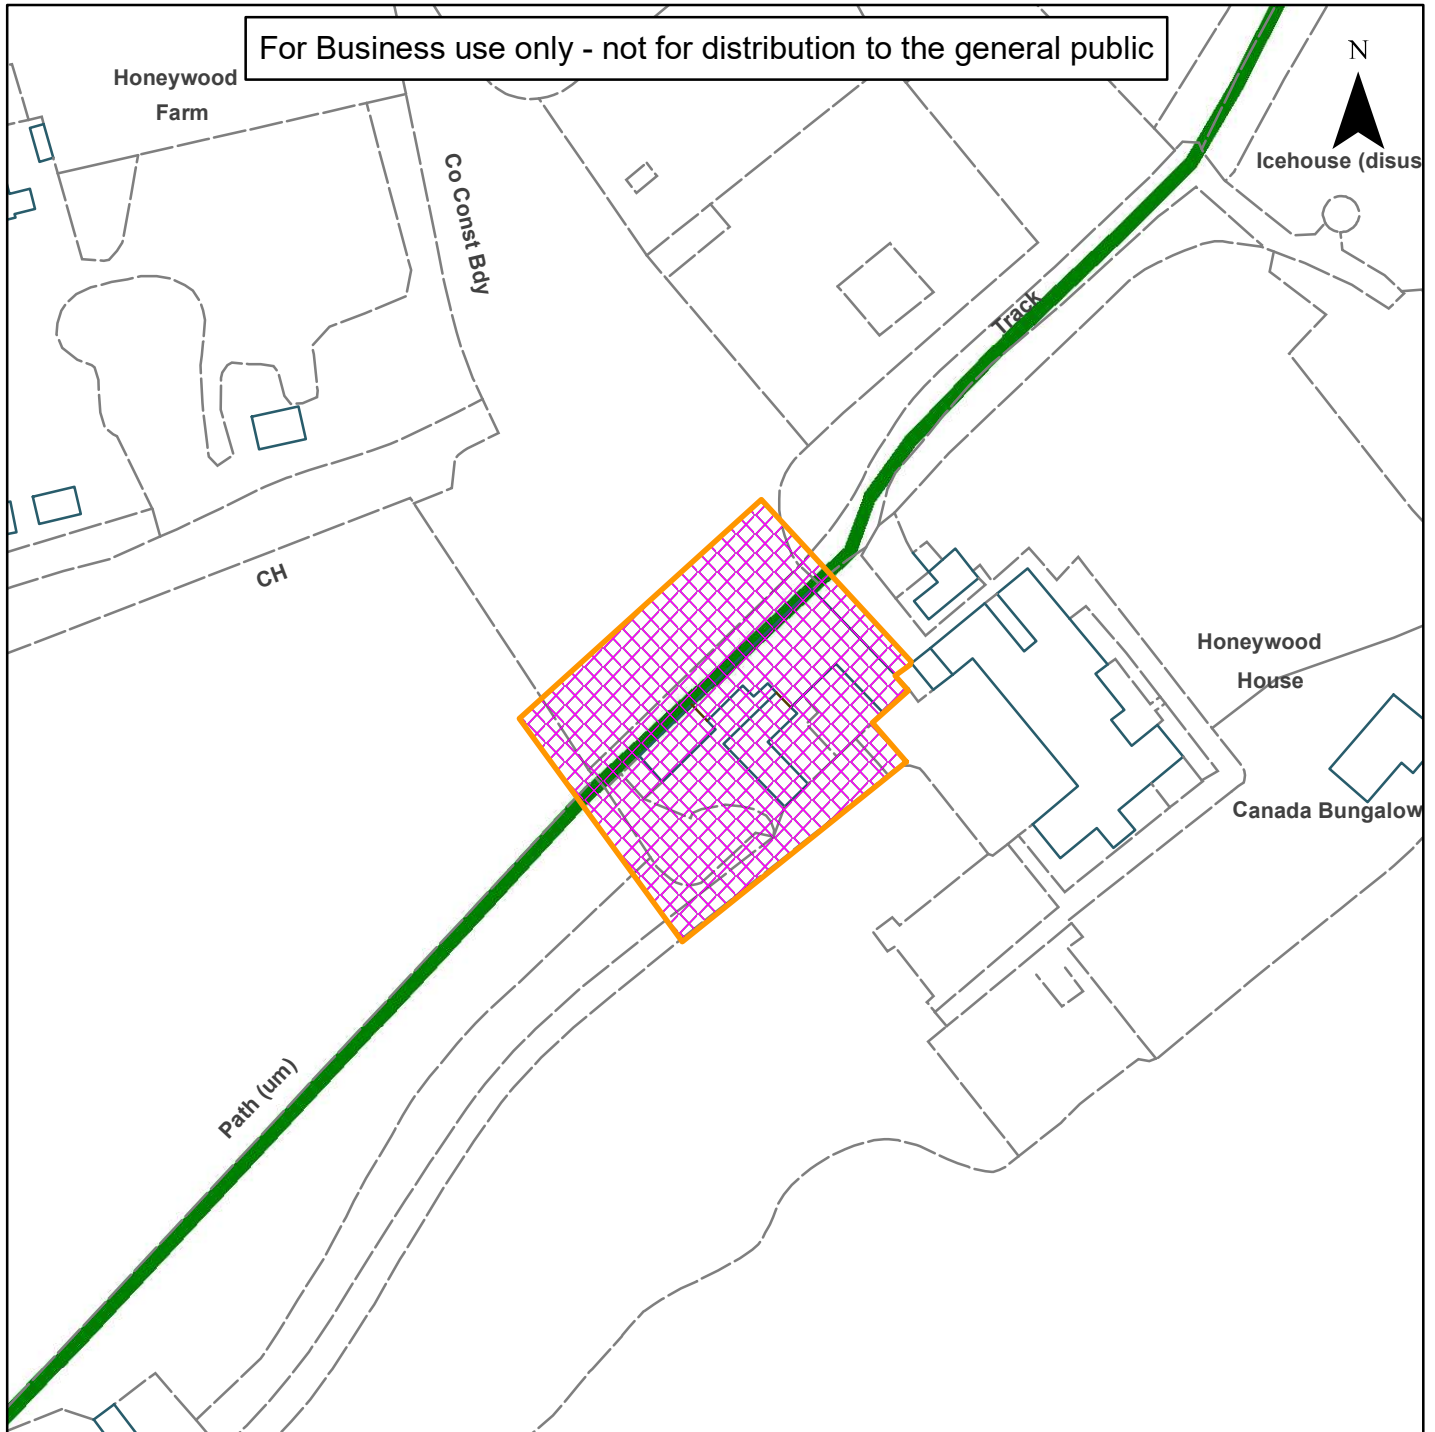 For Business use only - not for distribution to the general public
N
Honeywood
Farm
Co Const Bdy
Icehouse (disus
Track
CH
Honeywood
House
Canada Bungalow
Path (um)